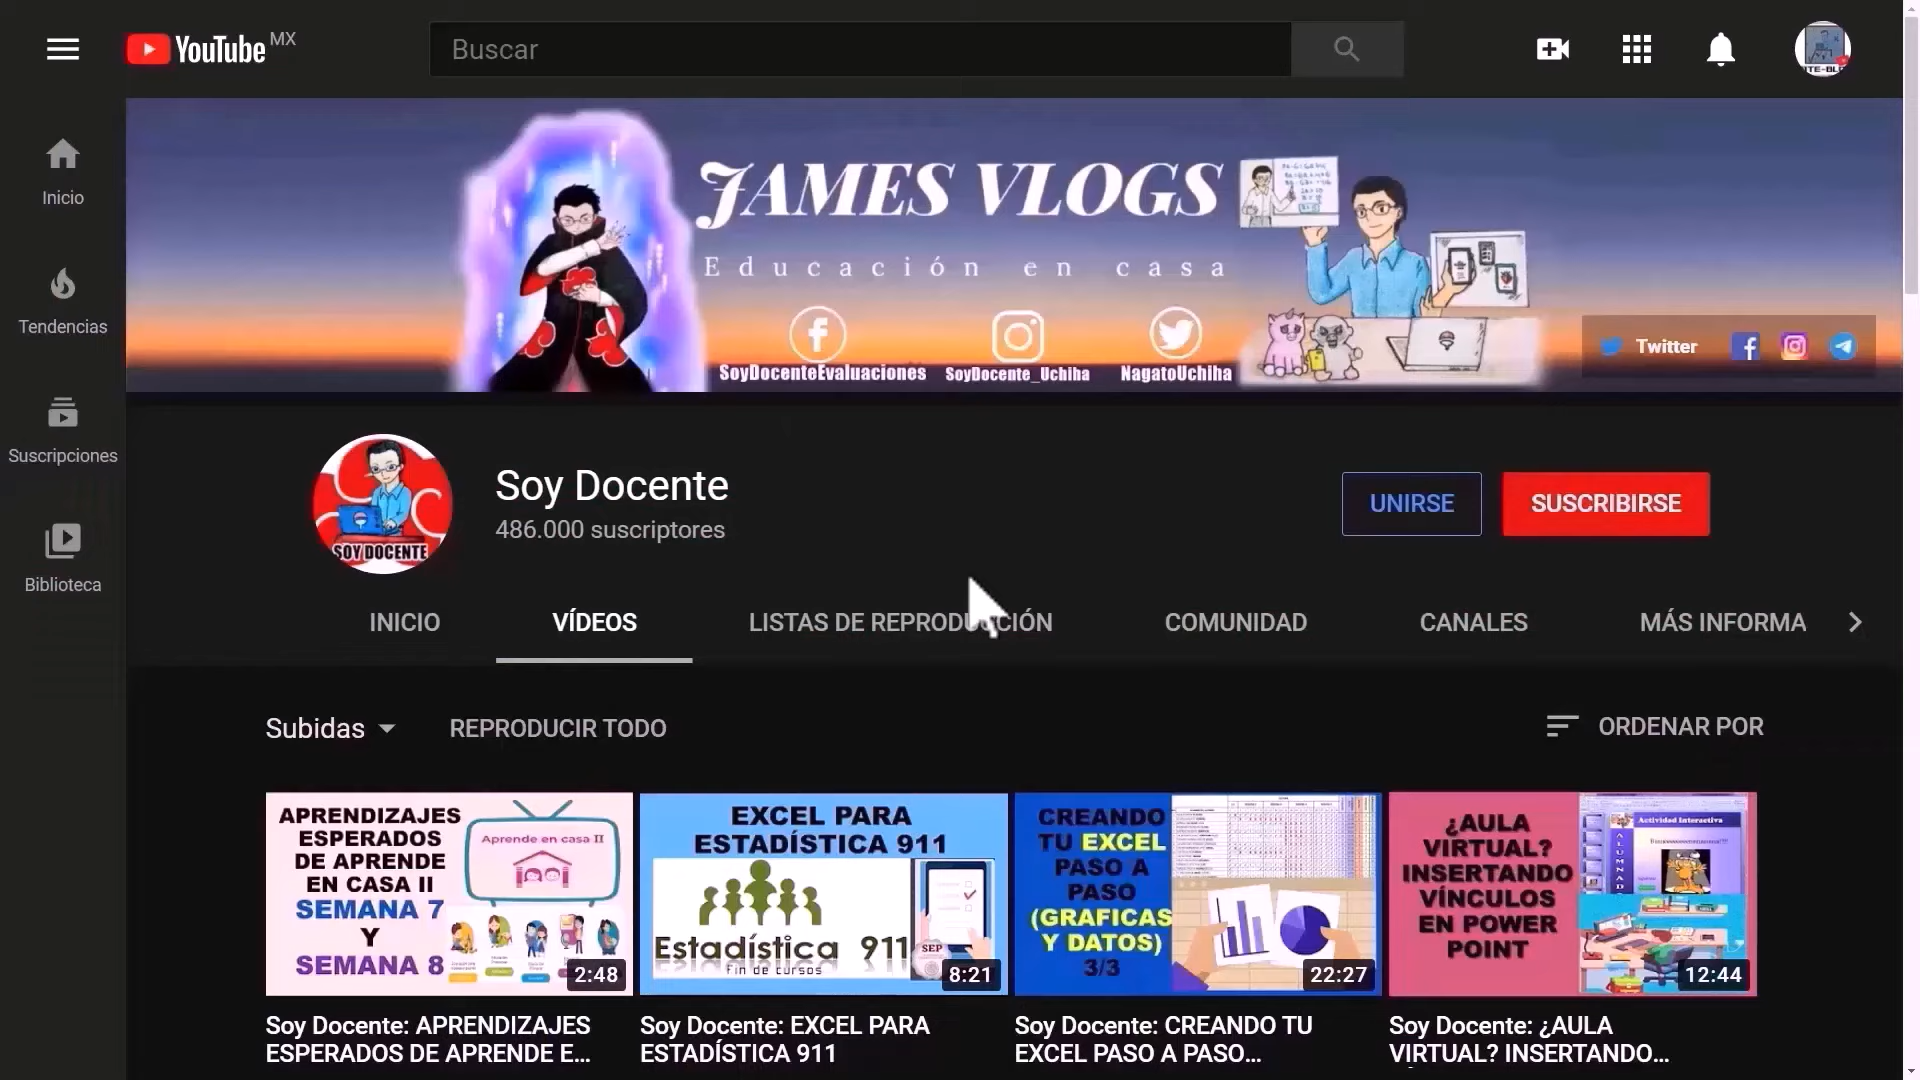 YouTube MX
Buscar
Inicio
Tendencias
Suscripciones
Biblioteca
JAMES VLOGS
Educación en casa
SoyDocenteEvaluaciones
SoyDocente_Uchiha
NagatoUchiha
Twitter
SOY DOCENTE
Soy Docente
486.000 suscriptores
UNIRSE
SUSCRIBIRSE
INICIO
VÍDEOS
LISTAS DE REPRODUCCIÓN
COMUNIDAD
CANALES
MÁS INFORMA
Subidas
REPRODUCIR TODO
ORDENAR POR
APRENDIZAJES
ESPERADOS
DE APRENDE
EN CASA II
SEMANA 7
Y
SEMANA 8
Aprende en casa II
2:48
Soy Docente: APRENDIZAJES
ESPERADOS DE APRENDE E...
EXCEL PARA
ESTADÍSTICA 911
Estadística 911
Fin de cursos
SEP
8:21
Soy Docente: EXCEL PARA
ESTADÍSTICA 911
CREANDO
TU EXCEL
PASO A
PASO
(GRAFICAS
Y DATOS)
3/3
22:27
Soy Docente: CREANDO TU
EXCEL PASO A PASO...
¿AULA
VIRTUAL?
INSERTANDO
VÍNCULOS
EN POWER
POINT
Actividad Interactiva
ALUMNAD
12:44
Soy Docente: ¿AULA
VIRTUAL? INSERTANDO...